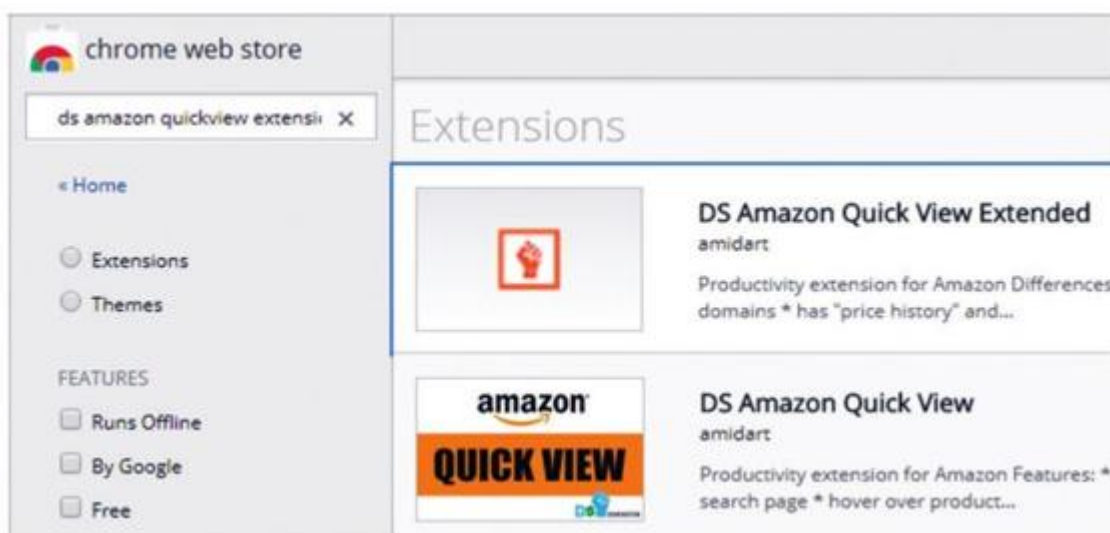 chrome web store
ds amazon quickview extensi
« Home
Extensions
Themes
FEATURES
Runs Offline
By Google
Free
Extensions
DS Amazon Quick View Extended
amidart
Productivity extension for Amazon Differences
domains * has "price history" and...
amazon
QUICK VIEW
DS
DS Amazon Quick View
amidart
Productivity extension for Amazon Features: *
search page * hover over product...